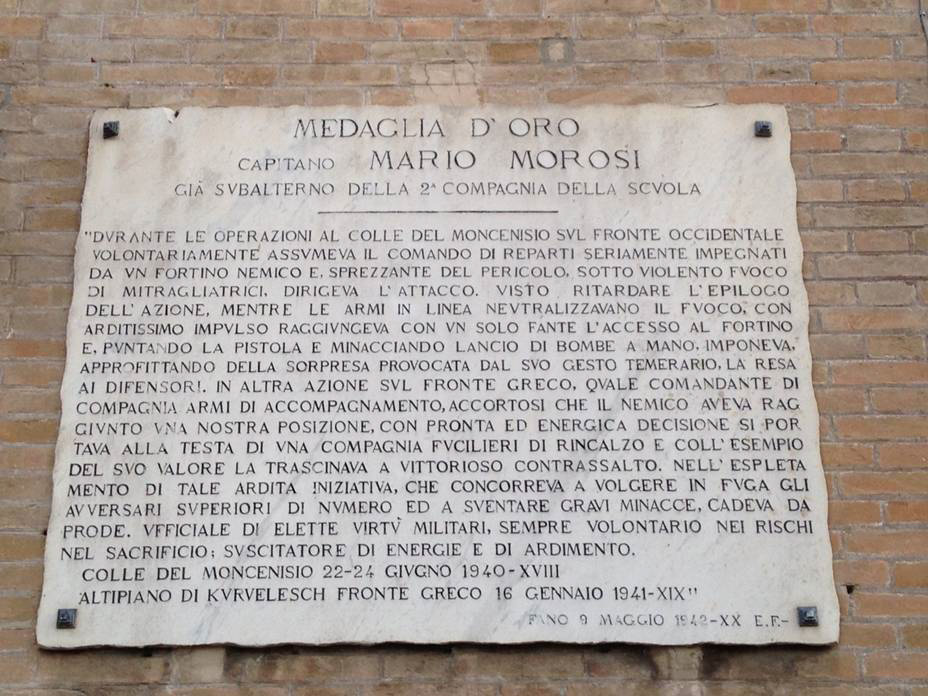 MEDAGLIA D'ORO
CAPITANO MARIO MOROSI
GIÀ SVBALTERNO DELLA 2ᴬ COMPAGNIA DELLA SCVOLA
"DVRANTE LE OPERAZIONI AL COLLE DEL MONCENISIO SVL FRONTE OCCIDENTALE
VOLONTARIAMENTE ASSVMEVA IL COMANDO DI REPARTI SERIAMENTE IMPEGNATI
DA VN FORTINO NEMICO E, SPREZZANTE DEL PERICOLO, SOTTO VIOLENTO FVOCO
DI MITRAGLIATRICI, DIRIGEVA L'ATTACCO. VISTO RITARDARE L'EPILOGO
DELL'AZIONE, MENTRE LE ARMI IN LINEA NEVTRALIZZAVANO IL FVOCO, CON
ARDITISSIMO IMPVLSO RAGGIVNGEVA CON VN SOLO FANTE L'ACCESSO AL FORTINO
E, PVNTANDO LA PISTOLA E MINACCIANDO LANCIO DI BOMBE A MANO, IMPONEVA,
APPROFITTANDO DELLA SORPRESA PROVOCATA DAL SVO GESTO TEMERARIO, LA RESA
AI DIFENSORI. IN ALTRA AZIONE SVL FRONTE GRECO, QVALE COMANDANTE DI
COMPAGNIA ARMI DI ACCOMPAGNAMENTO, ACCORTOSI CHE IL NEMICO AVEVA RAG
GIVNTO VNA NOSTRA POSIZIONE, CON PRONTA ED ENERGICA DECISIONE SI POR
TAVA ALLA TESTA DI VNA COMPAGNIA FVCILIERI DI RINCALZO E COLL'ESEMPIO
DEL SVO VALORE LA TRASCINAVA A VITTORIOSO CONTRASSALTO. NELL'ESPLETA
MENTO DI TALE ARDITA INIZIATIVA, CHE CONCORREVA A VOLGERE IN FVGA GLI
AVVERSARI SVPERIORI DI NVMERO ED A SVENTARE GRAVI MINACCE, CADEVA DA
PRODE. VFFICIALE DI ELETTE VIRTÙ MILITARI, SEMPRE VOLONTARIO NEI RISCHI
NEL SACRIFICIO; SVSCITATORE DI ENERGIE E DI ARDIMENTO.
COLLE DEL MONCENISIO 22-24 GIVGNO 1940-XVIII
ALTIPIANO DI KVRVELESCH FRONTE GRECO 16 GENNAIO 1941-XIX"
FANO 9 MAGGIO 1942-XX E.F.-